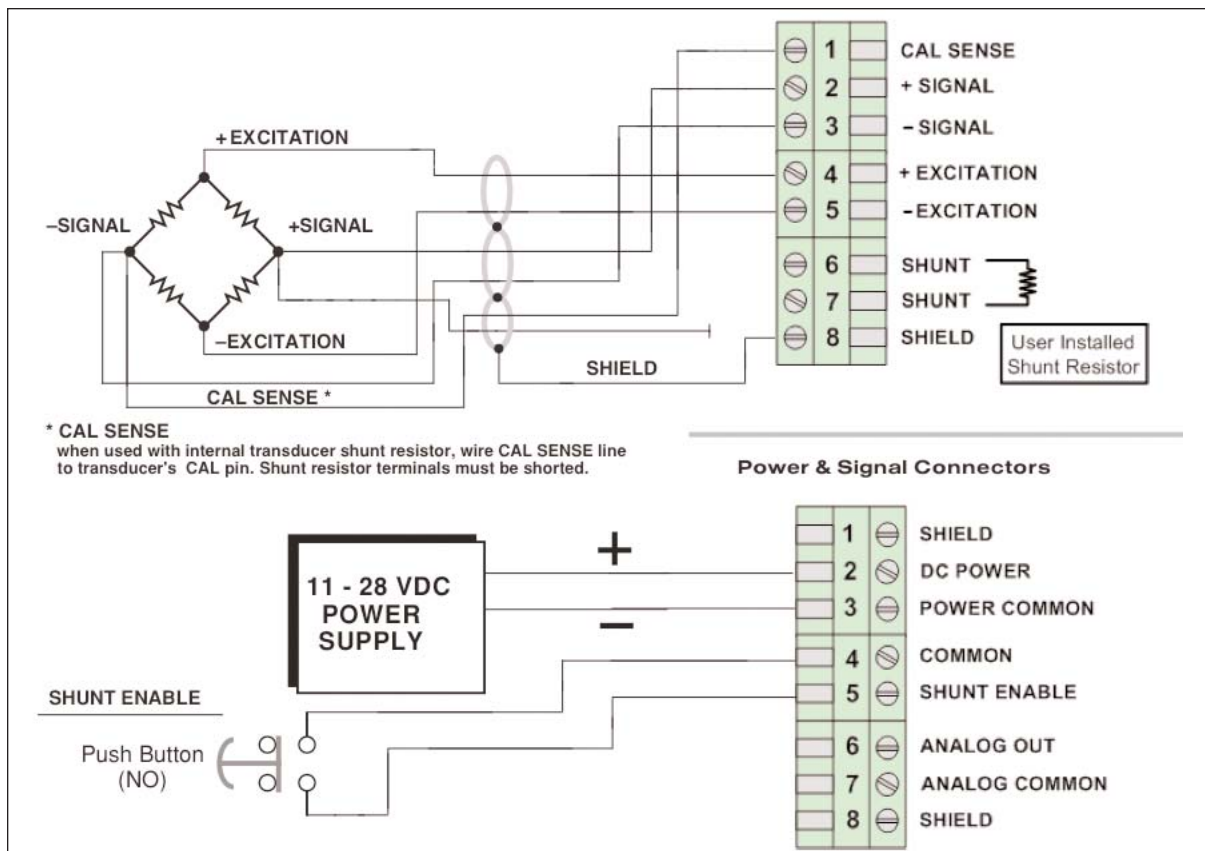 1 CAL SENSE
2 + SIGNAL
3 – SIGNAL
+EXCITATION
4 + EXCITATION
5 -EXCITATION
–SIGNAL
+SIGNAL
6 SHUNT
7 SHUNT
8 SHIELD
User Installed
Shunt Resistor
–EXCITATION
SHIELD
CAL SENSE *
* CAL SENSE
when used with internal transducer shunt resistor, wire CAL SENSE line
to transducer's CAL pin. Shunt resistor terminals must be shorted.
Power & Signal Connectors
11 - 28 VDC
POWER
SUPPLY
+
–
1 SHIELD
2 DC POWER
3 POWER COMMON
4 COMMON
5 SHUNT ENABLE
6 ANALOG OUT
7 ANALOG COMMON
8 SHIELD
SHUNT ENABLE
Push Button
(NO)